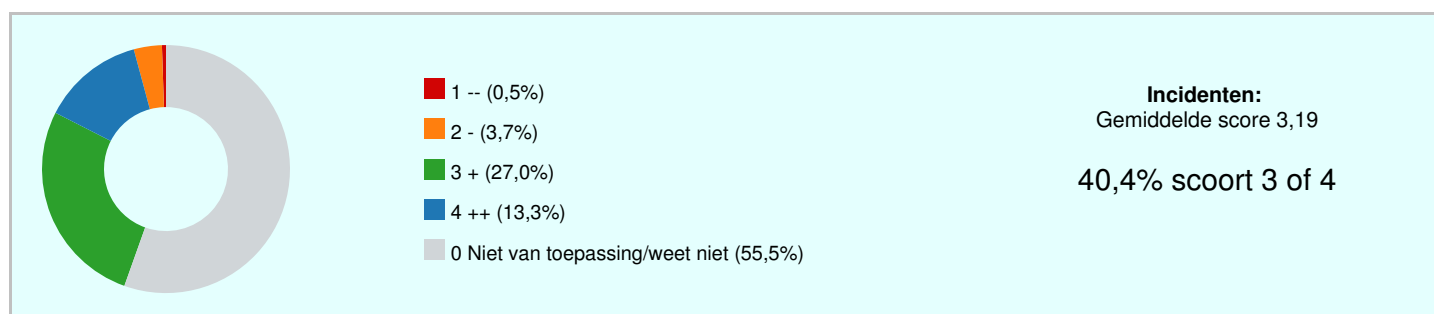 1 -- (0,5%)
2 - (3,7%)
3 + (27,0%)
4 ++ (13,3%)
0 Niet van toepassing/weet niet (55,5%)
Incidenten:
Gemiddelde score 3,19
40,4% scoort 3 of 4